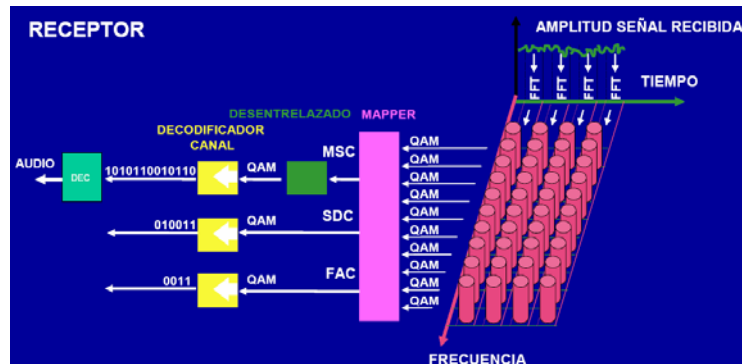 RECEPTOR
AMPLITUD SEÑAL RECIBIDA
FFT FFT FFT FFT
TIEMPO
DESENTRELAZADO MAPPER
DECODIFICADOR
CANAL
MSC
AUDIO
DEC
1010110010110
QAM
SDC
010011
QAM
FAC
0011
QAM
QAM
QAM
QAM
QAM
QAM
QAM
QAM
QAM
QAM
QAM
FRECUENCIA